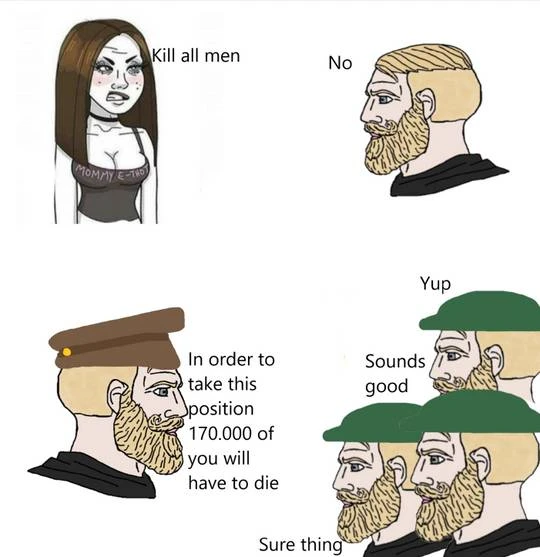 Kill all men
No
MOMMY E-THOT
In order to
take this
position
170.000 of
you will
have to die
Yup
Sounds
good
Sure thing